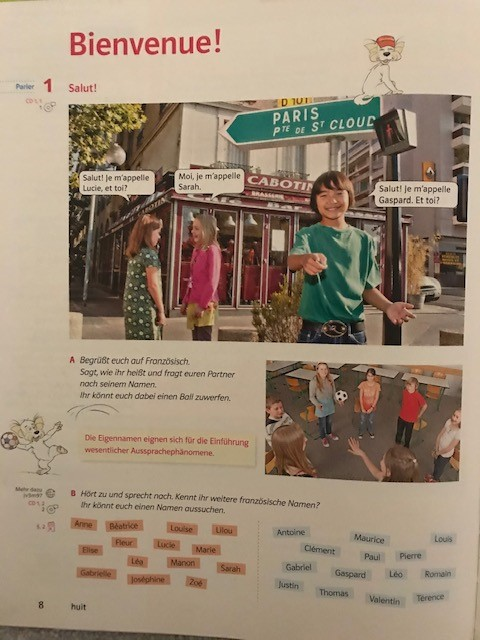 Bienvenue!
Parler 1 Salut!
CD 1, 1
D 101
PARIS
PTE DE ST CLOUD
CABOTIN
BRASSERIE
Salut! Je m'appelle
Lucie, et toi?
Moi, je m'appelle
Sarah.
Salut! Je m'appelle
Gaspard. Et toi?
A Begrüßt euch auf Französisch.
Sagt, wie ihr heißt und fragt euren Partner
nach seinem Namen.
Ihr könnt euch dabei einen Ball zuwerfen.
Die Eigennamen eignen sich für die Einführung
wesentlicher Aussprachephänomene.
Mehr dazu
CD 1, 2
B Hört zu und sprecht nach. Kennt ihr weitere französische Namen?
Ihr könnt euch einen Namen aussuchen.
Anne Béatrice Louise Lilou
Fleur Lucie
Elise Marie
Léa Manon Sarah
Gabrielle Joséphine Zoé
Antoine Maurice Louis
Clément Paul Pierre
Gabriel Gaspard Léo Romain
Justin Thomas Valentin Térence
8 huit